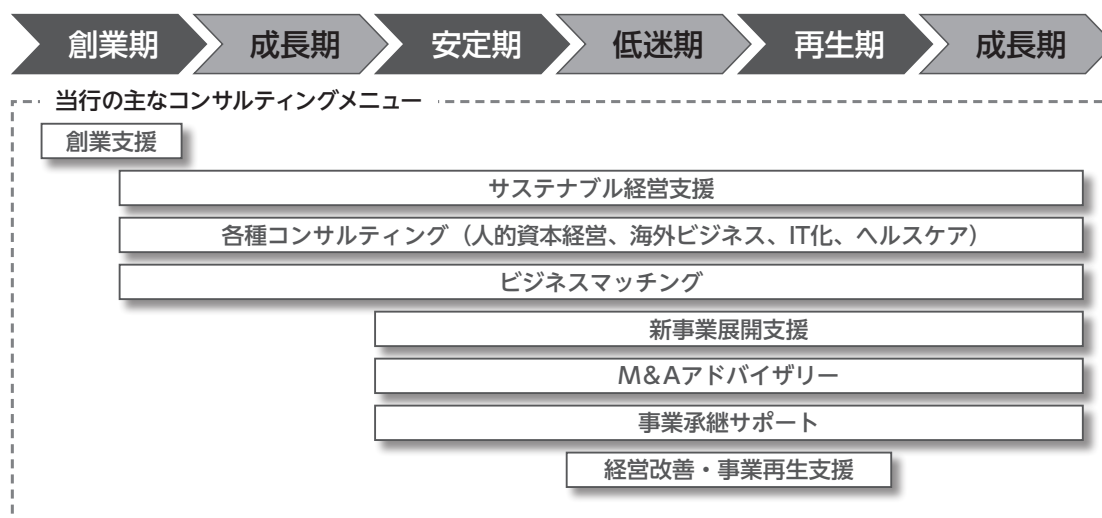 創業期 成長期 安定期 低迷期 再生期 成長期
当行の主なコンサルティングメニュー
創業支援
サステナブル経営支援
各種コンサルティング（人的資本経営、海外ビジネス、IT化、ヘルスケア）
ビジネスマッチング
新事業展開支援
M&Aアドバイザリー
事業承継サポート
経営改善・事業再生支援